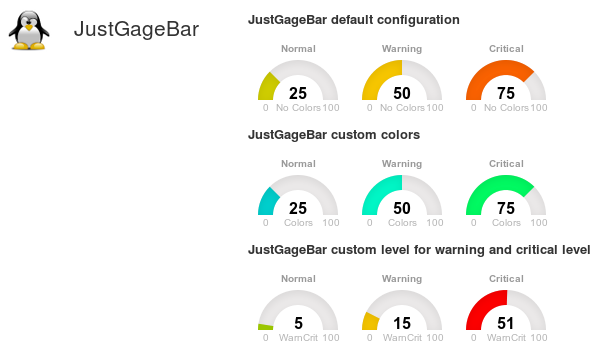 JustGageBar
JustGageBar default configuration
Normal Warning Critical
25 50 75
0 No Colors 100 0 No Colors 100 0 No Colors 100
JustGageBar custom colors
Normal Warning Critical
25 50 75
0 Colors 100 0 Colors 100 0 Colors 100
JustGageBar custom level for warning and critical level
Normal Warning Critical
5 15 51
0 WarnCrit 100 0 WarnCrit 100 0 WarnCrit 100